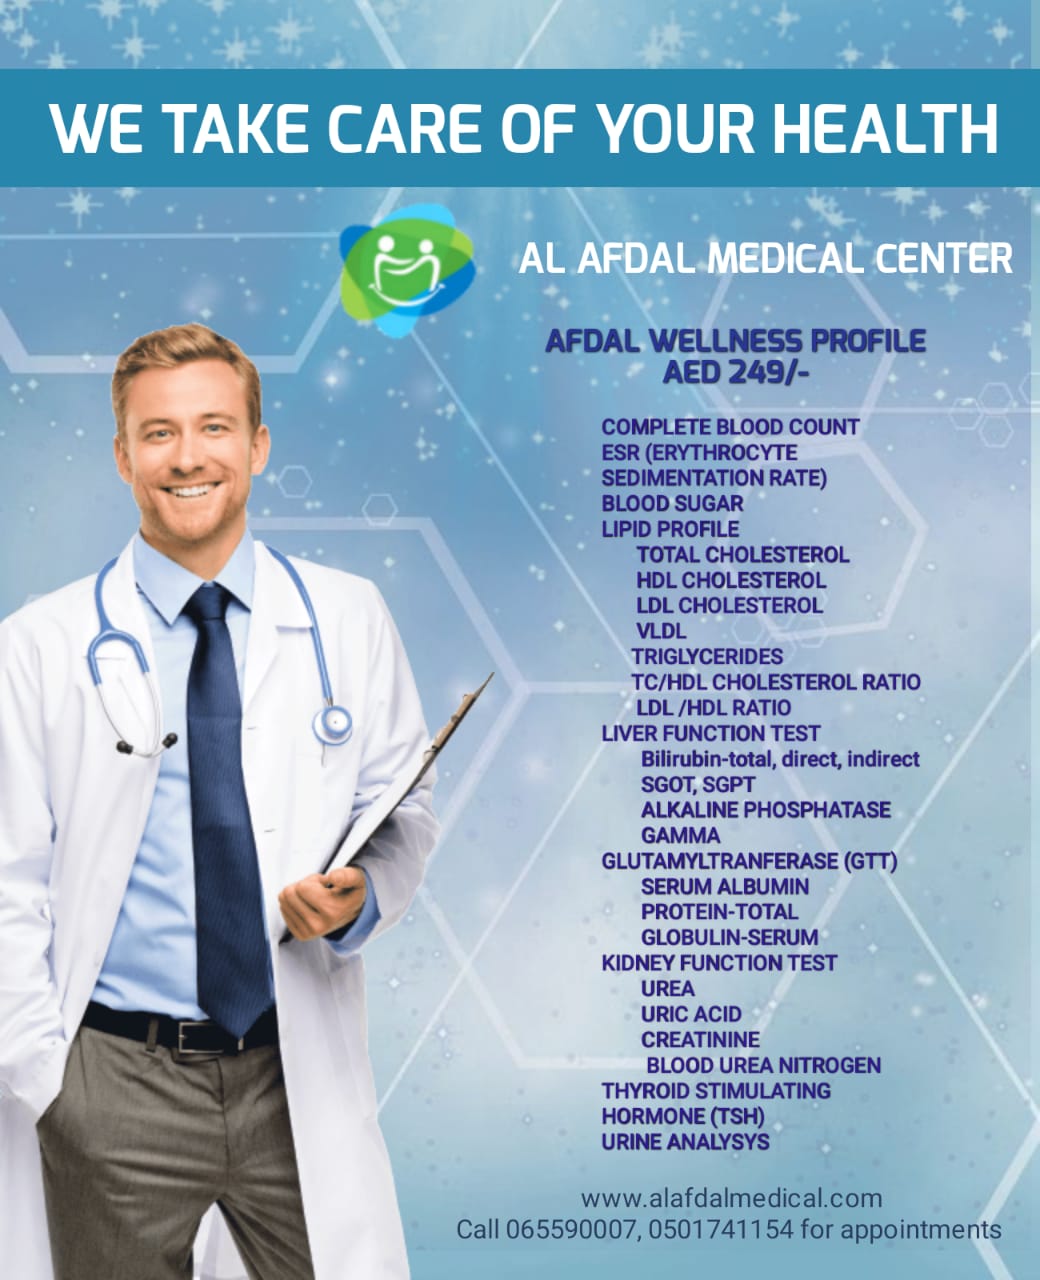 WE TAKE CARE OF YOUR HEALTH
AL AFDAL MEDICAL CENTER
AFDAL WELLNESS PROFILE
AED 249/-
COMPLETE BLOOD COUNT
ESR (ERYTHROCYTE
SEDIMENTATION RATE)
BLOOD SUGAR
LIPID PROFILE
TOTAL CHOLESTEROL
HDL CHOLESTEROL
LDL CHOLESTEROL
VLDL
TRIGLYCERIDES
TC/HDL CHOLESTEROL RATIO
LDL /HDL RATIO
LIVER FUNCTION TEST
Bilirubin-total, direct, indirect
SGOT, SGPT
ALKALINE PHOSPHATASE
GAMMA
GLUTAMYLTRANFERASE (GTT)
SERUM ALBUMIN
PROTEIN-TOTAL
GLOBULIN-SERUM
KIDNEY FUNCTION TEST
UREA
URIC ACID
CREATININE
BLOOD UREA NITROGEN
THYROID STIMULATING
HORMONE (TSH)
URINE ANALYSYS
www.alafdalmedical.com
Call 065590007, 0501741154 for appointments